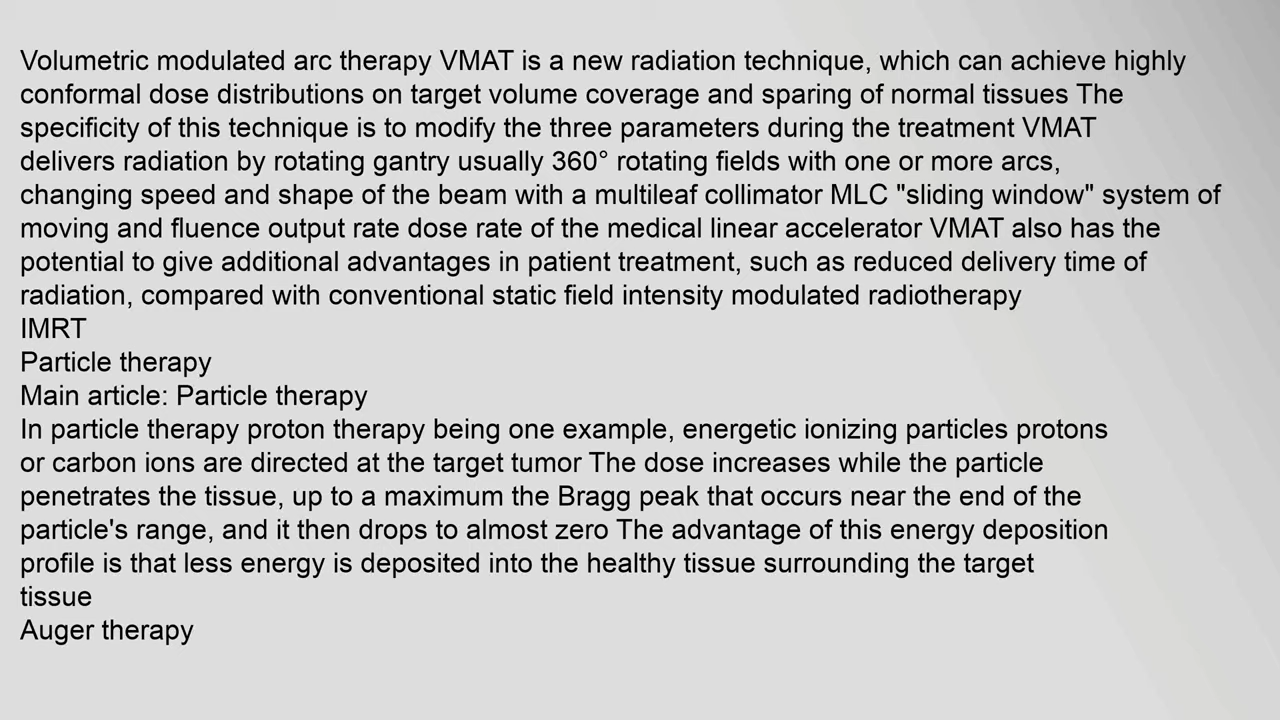 Volumetric modulated arc therapy VMAT is a new radiation technique, which can achieve highly
conformal dose distributions on target volume coverage and sparing of normal tissues The
specificity of this technique is to modify the three parameters during the treatment VMAT
delivers radiation by rotating gantry usually 360° rotating fields with one or more arcs,
changing speed and shape of the beam with a multileaf collimator MLC "sliding window" system of
moving and fluence output rate dose rate of the medical linear accelerator VMAT also has the
potential to give additional advantages in patient treatment, such as reduced delivery time of
radiation, compared with conventional static field intensity modulated radiotherapy
IMRT
Particle therapy
Main article: Particle therapy
In particle therapy proton therapy being one example, energetic ionizing particles protons
or carbon ions are directed at the target tumor The dose increases while the particle
penetrates the tissue, up to a maximum the Bragg peak that occurs near the end of the
particle's range, and it then drops to almost zero The advantage of this energy deposition
profile is that less energy is deposited into the healthy tissue surrounding the target
tissue
Auger therapy